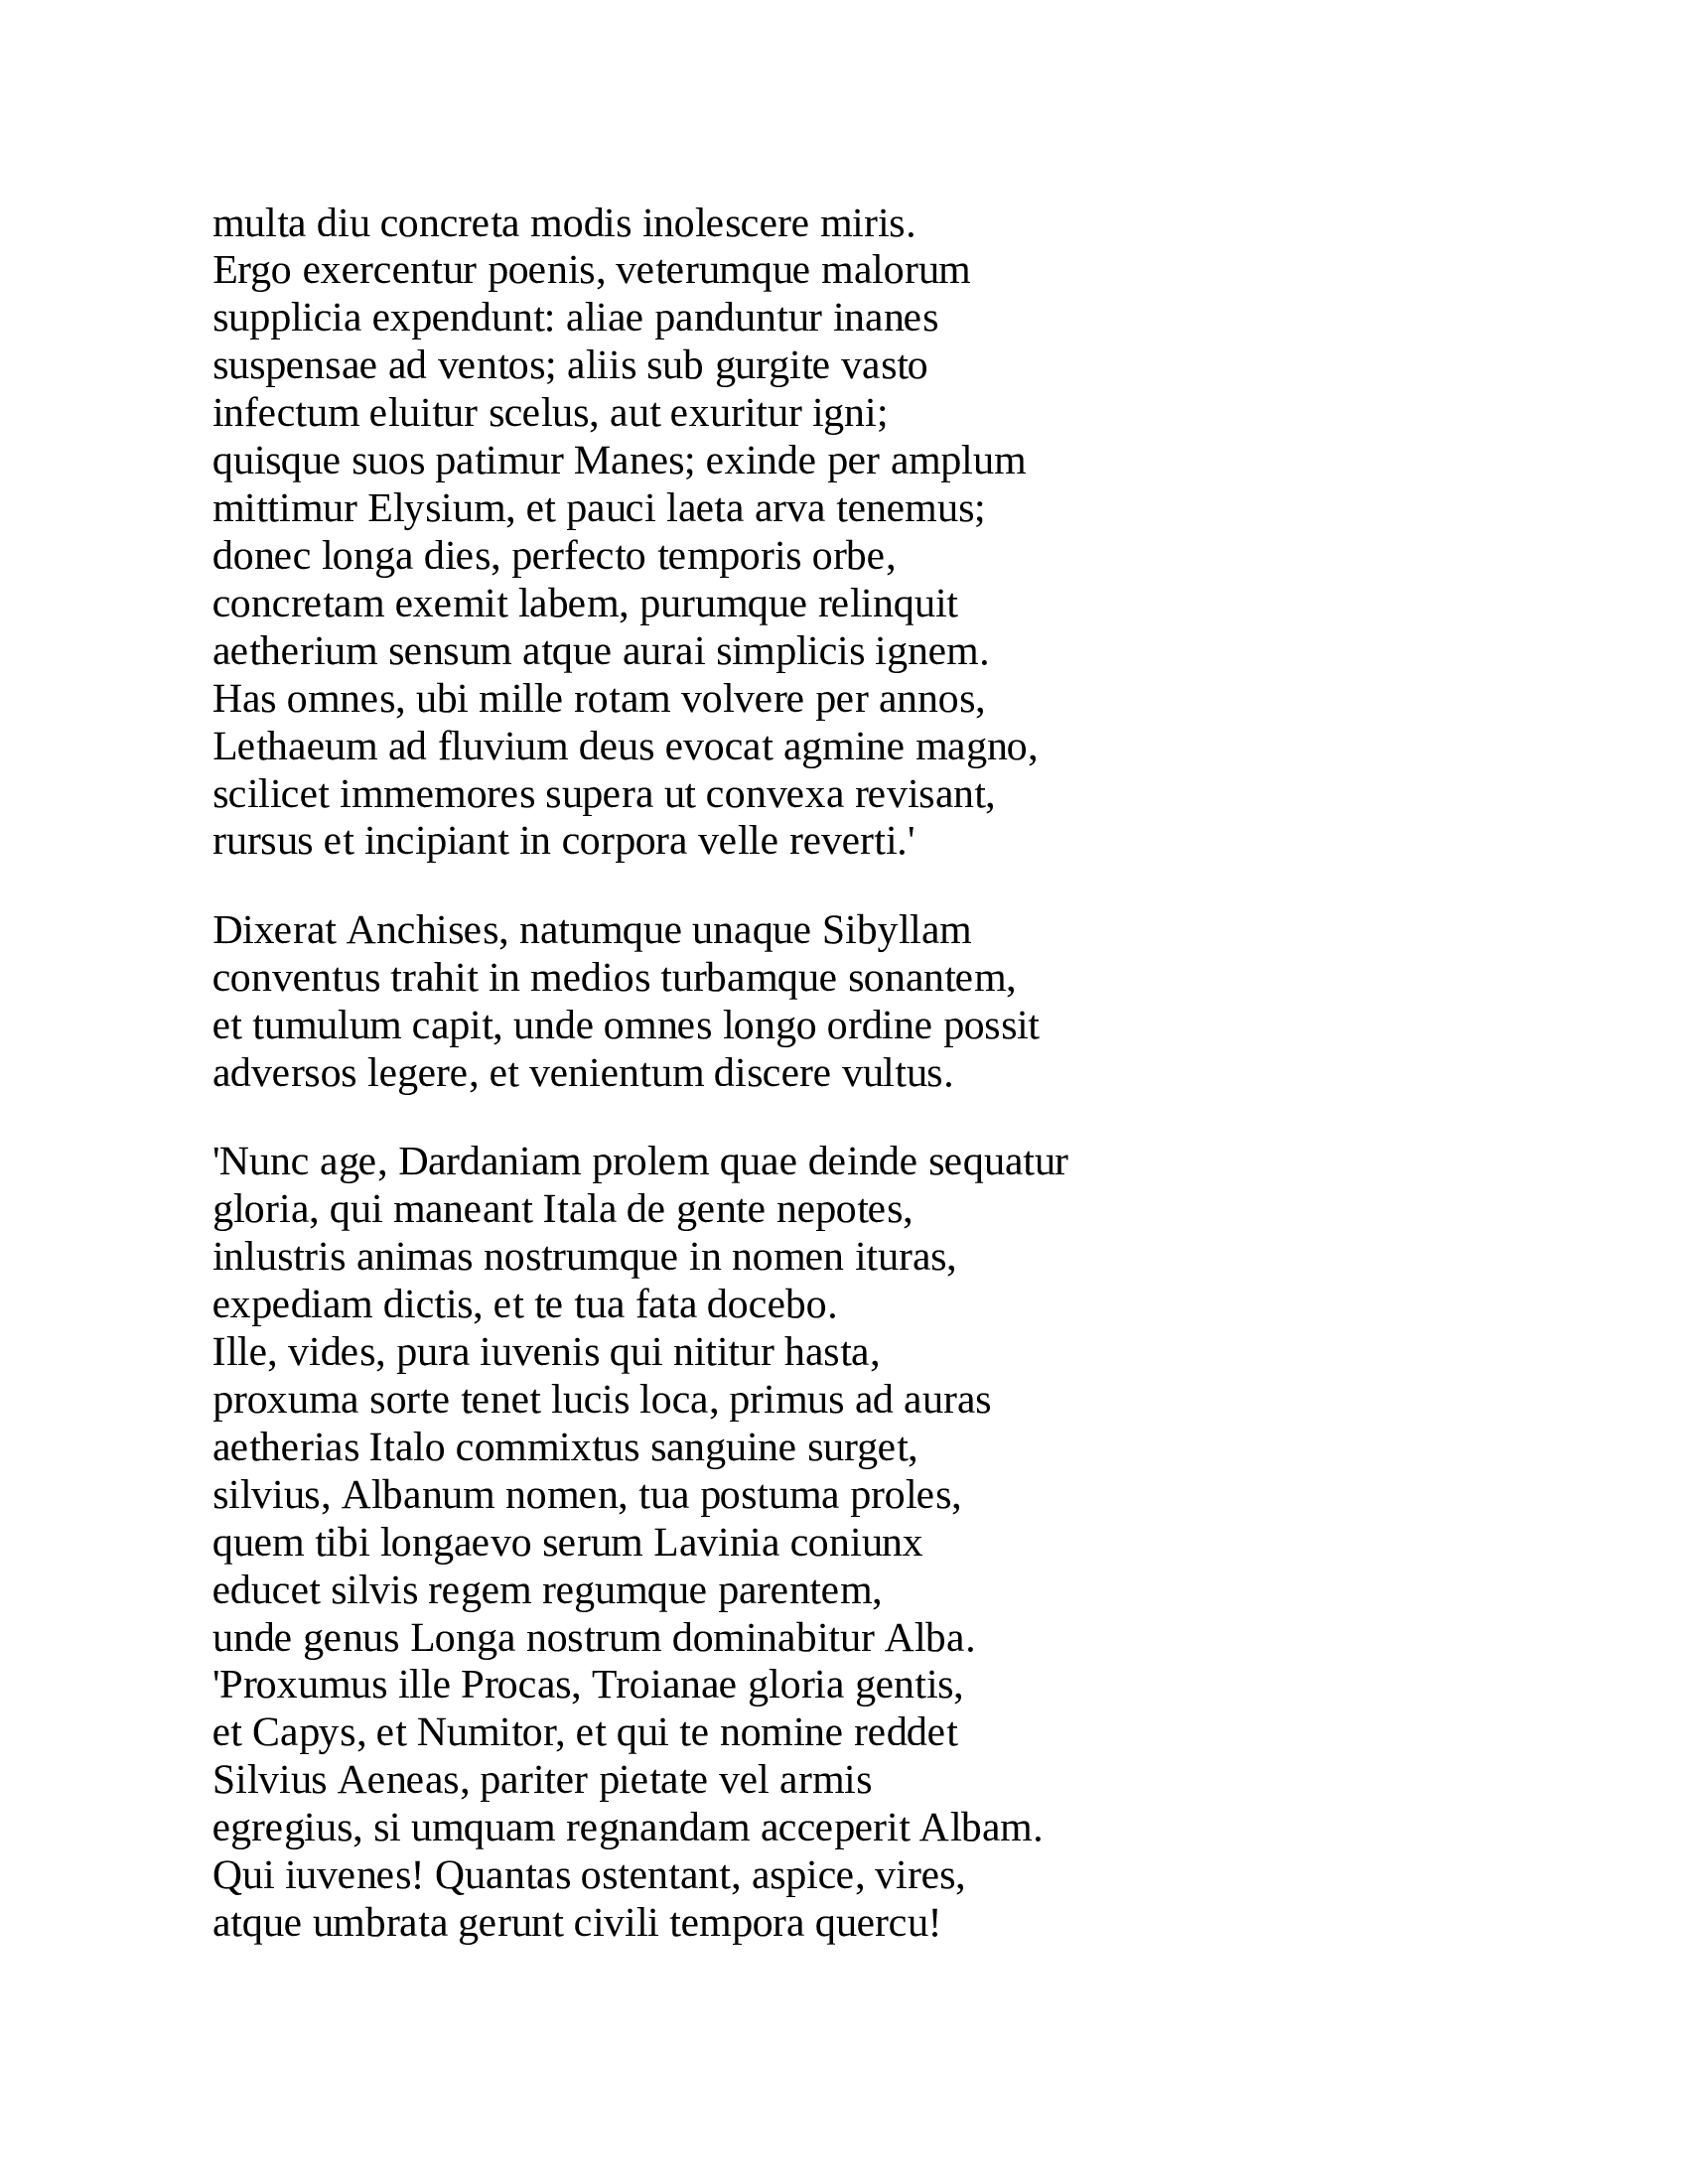 multa diu concreta modis inolescere miris.
Ergo exercentur poenis, veterumque malorum
supplicia expendunt: aliae panduntur inanes
suspensae ad ventos; aliis sub gurgite vasto
infectum eluitur scelus, aut exuritur igni;
quisque suos patimur Manes; exinde per amplum
mittimur Elysium, et pauci laeta arva tenemus;
donec longa dies, perfecto temporis orbe,
concretam exemit labem, purumque relinquit
aetherium sensum atque aurai simplicis ignem.
Has omnes, ubi mille rotam volvere per annos,
Lethaeum ad fluvium deus evocat agmine magno,
scilicet immemores supera ut convexa revisant,
rursus et incipiant in corpora velle reverti.'

Dixerat Anchises, natumque unaque Sibyllam
conventus trahit in medios turbamque sonantem,
et tumulum capit, unde omnes longo ordine possit
adversos legere, et venientum discere vultus.

'Nunc age, Dardaniam prolem quae deinde sequatur
gloria, qui maneant Itala de gente nepotes,
inlustris animas nostrumque in nomen ituras,
expediam dictis, et te tua fata docebo.
Ille, vides, pura iuvenis qui nititur hasta,
proxuma sorte tenet lucis loca, primus ad auras
aetherias Italo commixtus sanguine surget,
silvius, Albanum nomen, tua postuma proles,
quem tibi longaevo serum Lavinia coniunx
educet silvis regem regumque parentem,
unde genus Longa nostrum dominabitur Alba.
'Proxumus ille Procas, Troianae gloria gentis,
et Capys, et Numitor, et qui te nomine reddet
Silvius Aeneas, pariter pietate vel armis
egregius, si umquam regnandam acceperit Albam.
Qui iuvenes! Quantas ostentant, aspice, vires,
atque umbrata gerunt civili tempora quercu!